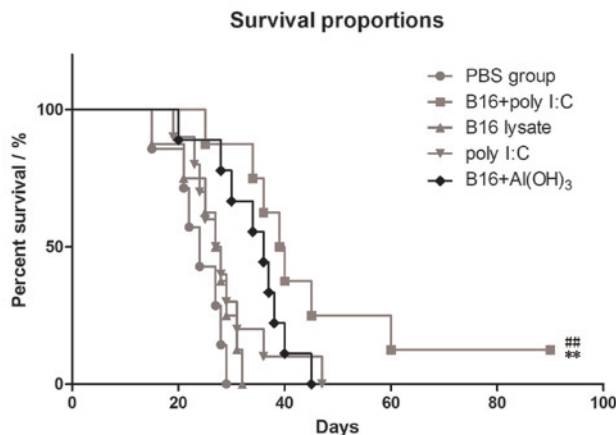 Survival proportions
PBS group
B16+poly I:C
B16 lysate
poly I:C
B16+Al(OH)₃
Percent survival / %
100
50
0
##
**
0 20 40 60 80 100
Days